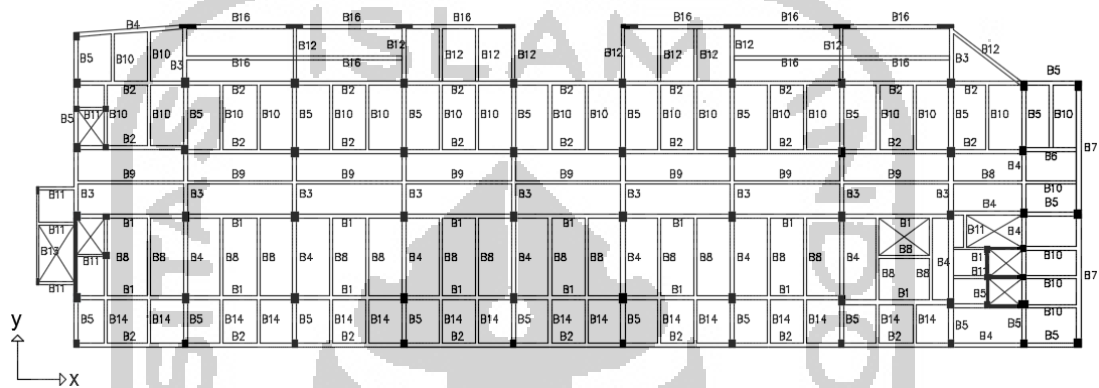 B4 B16 B16 B16 B16 B16 B16
B5 B10 B10 B12 B12 B12 B12 B12 B12 B12 B12 B12
B3 B16 B16 B16 B16 B3 B5
B2 B2 B2 B2 B2 B2 B2 B2 B2
B5 B11 B10 B10 B5 B10 B10 B5 B10 B10 B5 B10 B10 B5 B10 B10 B5 B10 B10 B5 B10 B10 B5 B10 B10 B5 B10 B5 B10
B2 B2 B2 B2 B2 B2 B2 B2 B2 B7
B4 B6
B9 B9 B9 B9 B9 B9 B9 B9 B8
B11 B3 B3 B3 B3 B3 B3 B3 B3 B3 B10
B4 B5
B11 B1 B1 B1 B1 B1 B1 B1 B1 B11 B4
B13 B11 B8 B8 B4 B8 B8 B4 B8 B8 B4 B8 B8 B4 B8 B8 B4 B8 B8 B4 B8 B8 B4 B8 B4 B10
B8 B8 B7
B11 B1 B1 B1 B1 B1 B1 B1 B1 B5 B10
B10
B5 B14 B14 B5 B14 B14 B5 B14 B14 B5 B14 B14 B5 B14 B14 B5 B14 B14 B5 B14 B14 B5 B14 B14 B5 B5
B2 B2 B2 B2 B2 B2 B2 B2 B4 B5
y
x
ISLAM